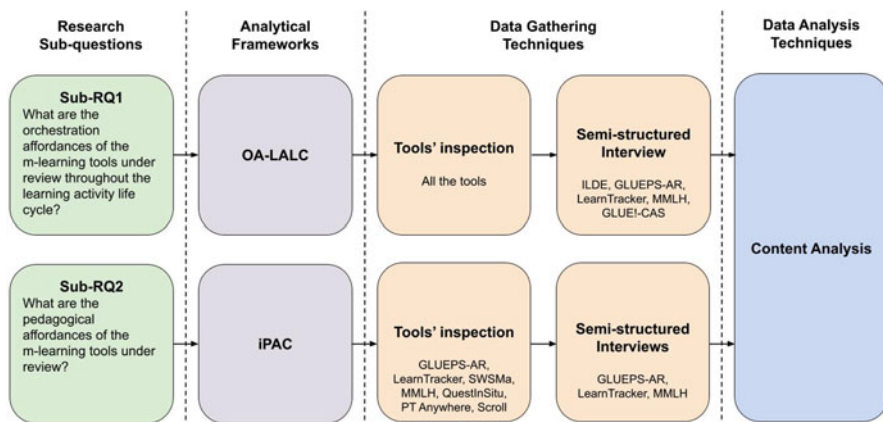 Research
Sub-questions
Analytical
Frameworks
Data Gathering
Techniques
Data Analysis
Techniques
Sub-RQ1
What are the
orchestration
affordances of the
m-learning tools under
review throughout the
learning activity life
cycle?
OA-LALC
Tools' inspection
All the tools
Semi-structured
Interview
ILDE, GLUEPS-AR,
LearnTracker, MMLH,
GLUE!-CAS
Content Analysis
Sub-RQ2
What are the
pedagogical
affordances of the
m-learning tools under
review?
iPAC
Tools' inspection
GLUEPS-AR,
LearnTracker, SWSMa,
MMLH, QuestInSitu,
PT Anywhere, Scroll
Semi-structured
Interviews
GLUEPS-AR,
LearnTracker, MMLH